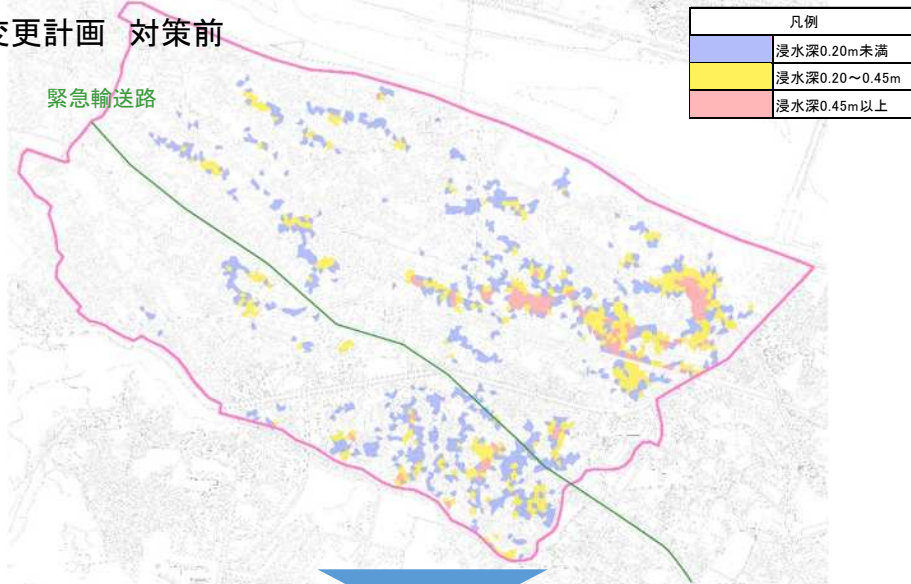 変更計画 対策前
凡例
浸水深0.20m未満
浸水深0.20～0.45m
浸水深0.45m以上
緊急輸送路